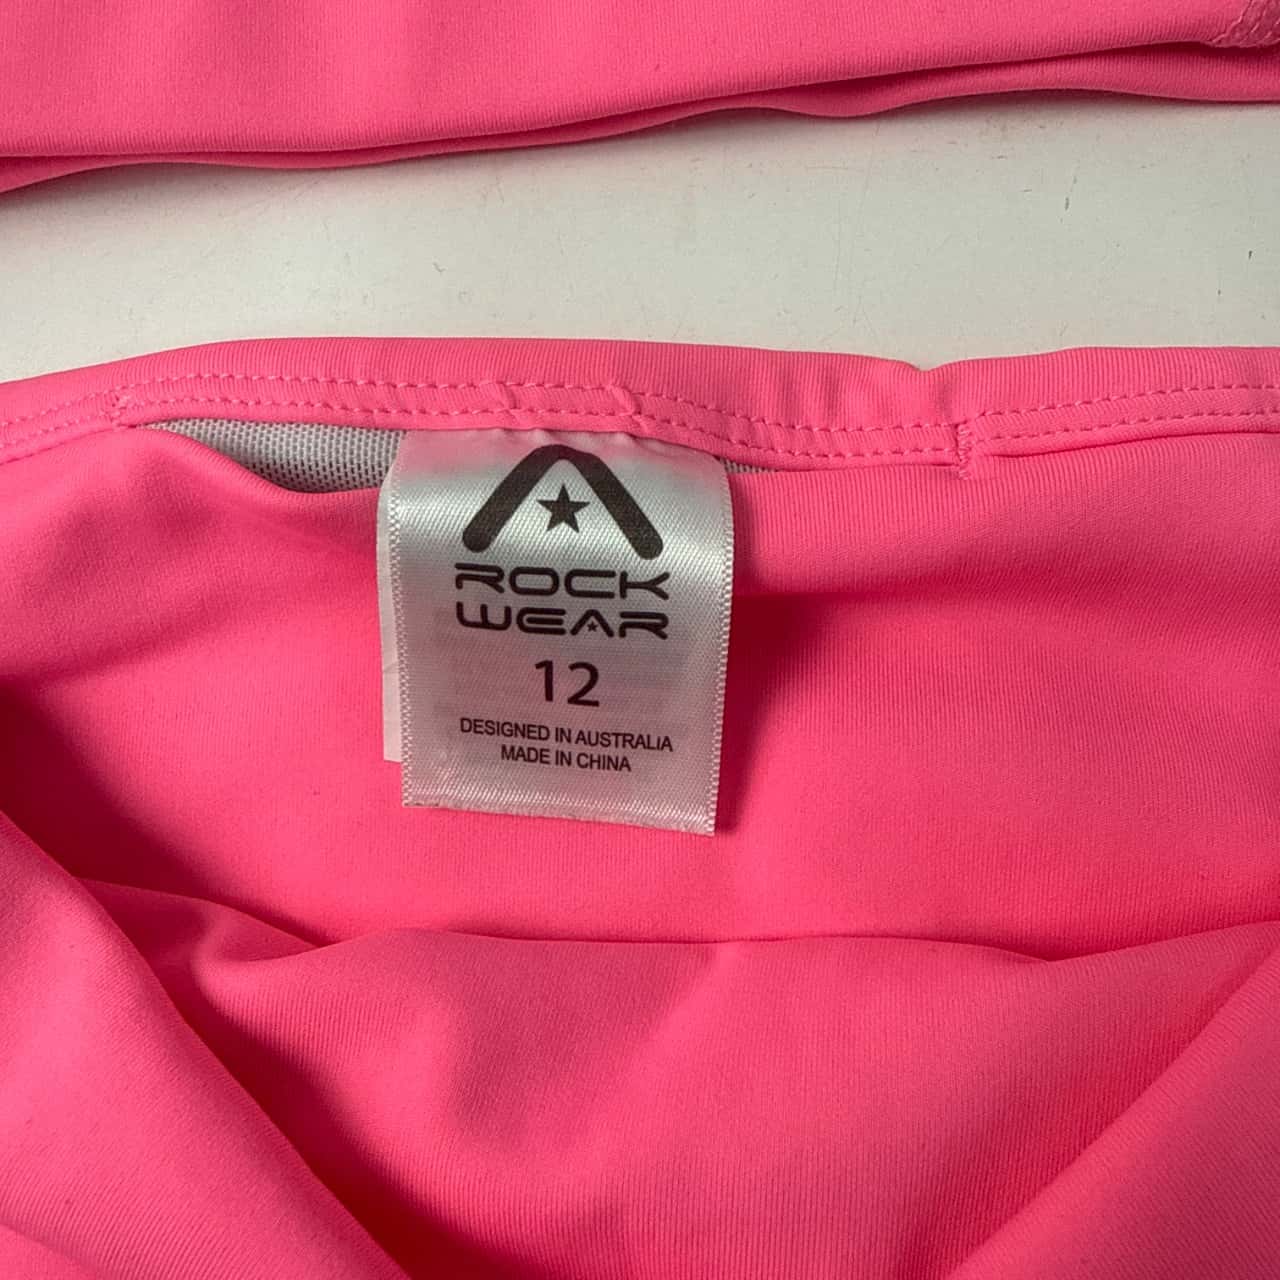 ROCK
WEAR
12
DESIGNED IN AUSTRALIA
MADE IN CHINA